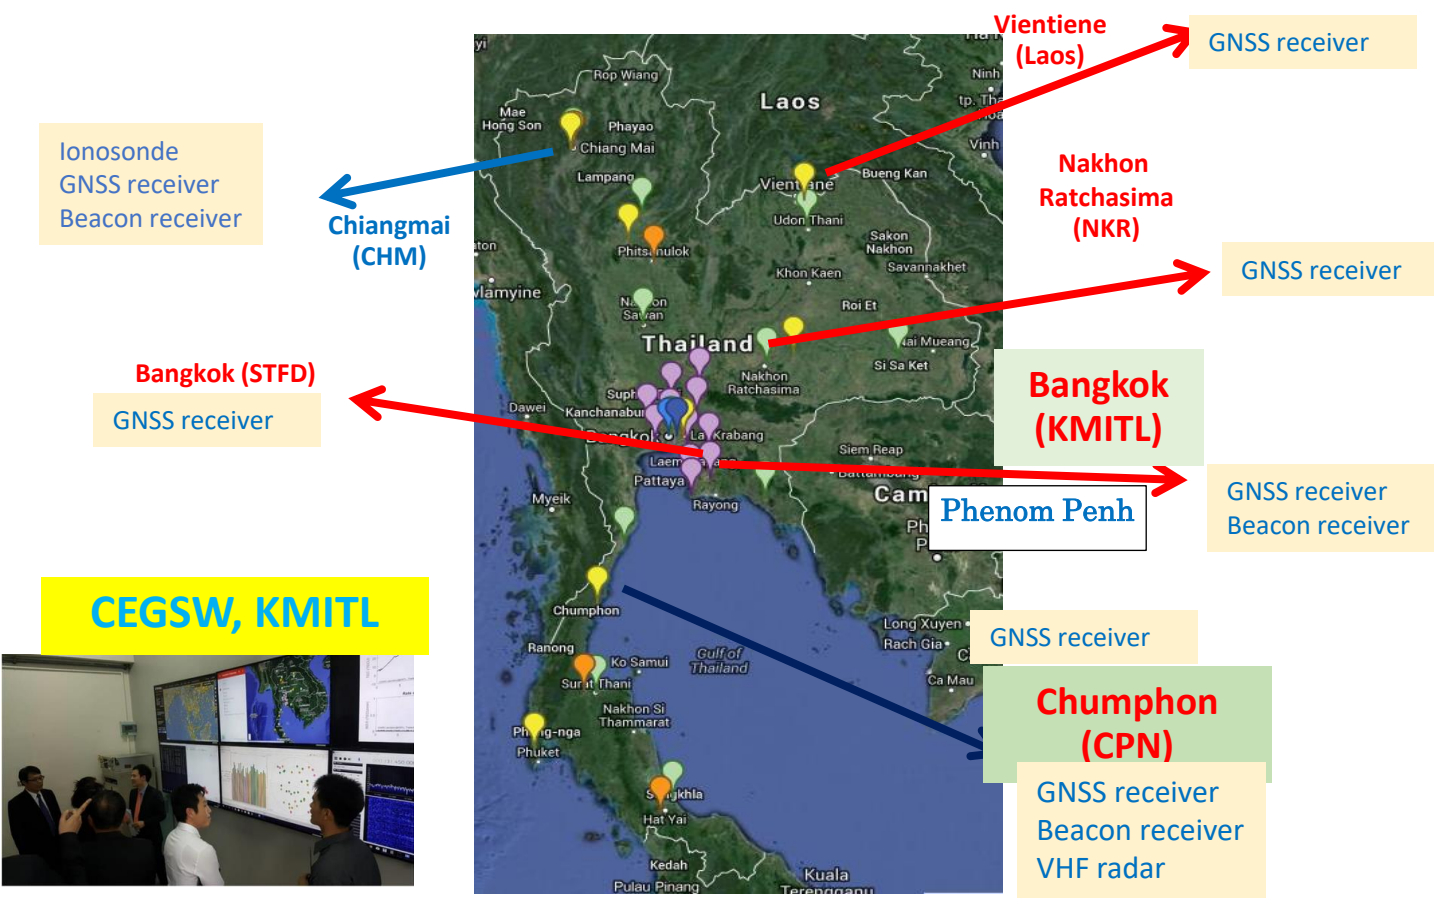 Vientiene
(Laos)
GNSS receiver
Ionosonde
GNSS receiver
Beacon receiver
Chiangmai
(CHM)
Nakhon
Ratchasima
(NKR)
GNSS receiver
Bangkok (STFD)
GNSS receiver
Bangkok
(KMITL)
GNSS receiver
Beacon receiver
Phenom Penh
GNSS receiver
Chumphon
(CPN)
GNSS receiver
Beacon receiver
VHF radar
CEGSW, KMITL
Rop Wiang
Laos
Ninh
Mae
Hong Son
Phayao
Chiang Mai
Vinh
Lampang
Bueng Kan
Udon Thani
Sakon
Nakhon
Khon Kaen
Savannakhet
Roi Et
Thailand
Si Sa Ket
Nakhon
Ratchasima
Dawei
La Krabang
Siem Reap
Pattaya
Rayong
Myeik
Chumphon
Long Xuyen
Rach Gia
Ranong
Ko Samui
Gulf of
Thailand
Ca Mau
Nakhon Si
Thammarat
Phuket
Hat Yai
Kedah
Pulau Pinang
Kuala
Terengganu